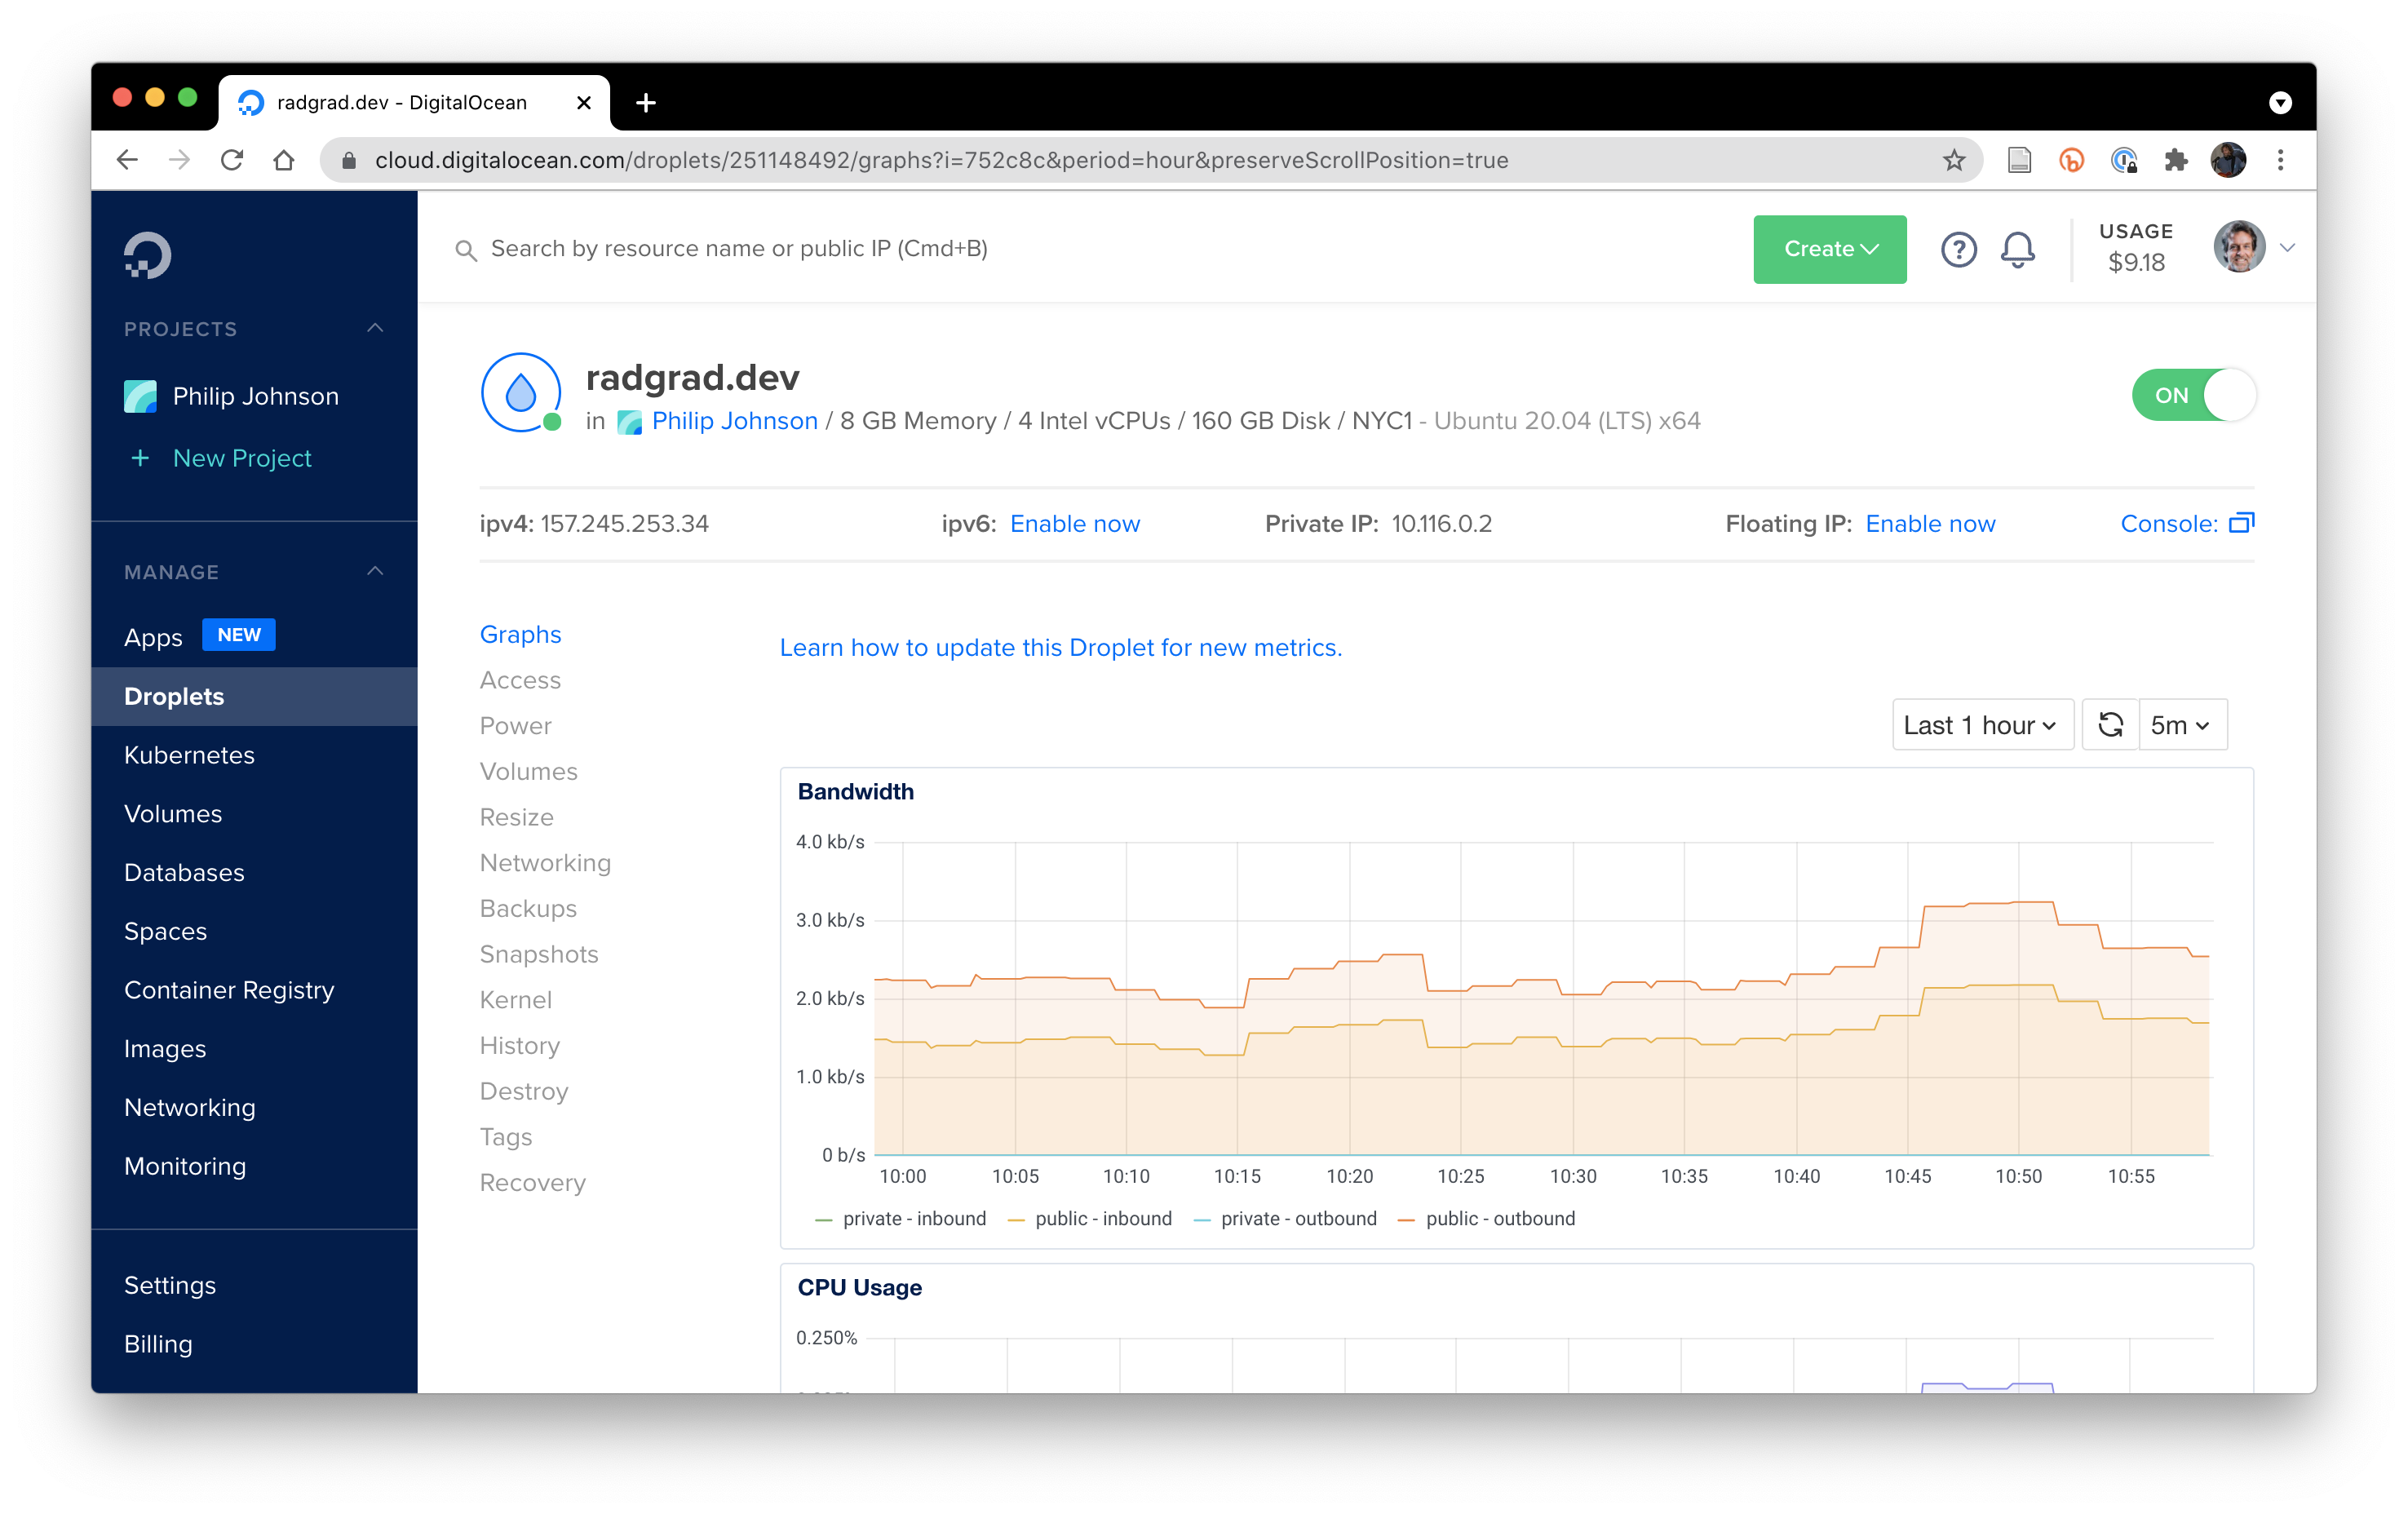 radgrad.dev - DigitalOcean
cloud.digitalocean.com/droplets/251148492/graphs?i=752c8c&period=hour&preserveScrollPosition=true
Search by resource name or public IP (Cmd+B)
Create
USAGE
$9.18
PROJECTS
Philip Johnson
+ New Project
MANAGE
Apps NEW
Droplets
Kubernetes
Volumes
Databases
Spaces
Container Registry
Images
Networking
Monitoring
Settings
Billing
radgrad.dev
in Philip Johnson / 8 GB Memory / 4 Intel vCPUs / 160 GB Disk / NYC1 - Ubuntu 20.04 (LTS) x64
ON
ipv4: 157.245.253.34 ipv6: Enable now Private IP: 10.116.0.2 Floating IP: Enable now Console:
Graphs
Access
Power
Volumes
Resize
Networking
Backups
Snapshots
Kernel
History
Destroy
Tags
Recovery
Learn how to update this Droplet for new metrics.
Last 1 hour 5m
Bandwidth
4.0 kb/s
3.0 kb/s
2.0 kb/s
1.0 kb/s
0 b/s
10:00 10:05 10:10 10:15 10:20 10:25 10:30 10:35 10:40 10:45 10:50 10:55
private - inbound public - inbound private - outbound public - outbound
CPU Usage
0.250%